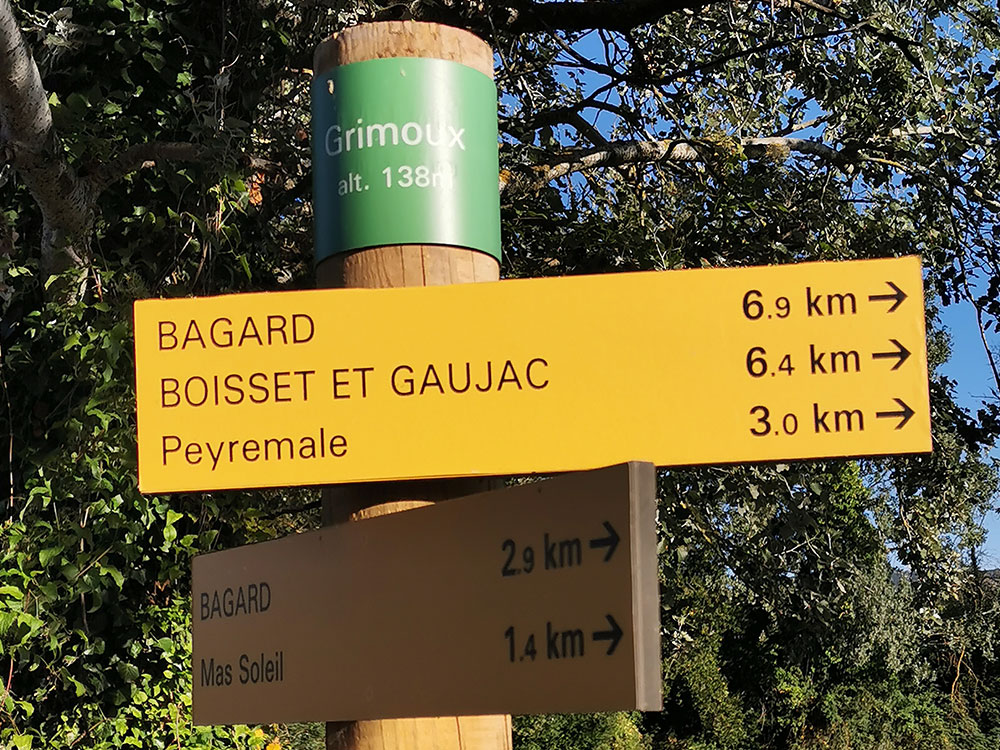 Grimoux
alt. 138m
BAGARD 6.9 km →
BOISSET ET GAUJAC 6.4 km →
Peyremale 3.0 km →
BAGARD 2.9 km →
Mas Soleil 1.4 km →